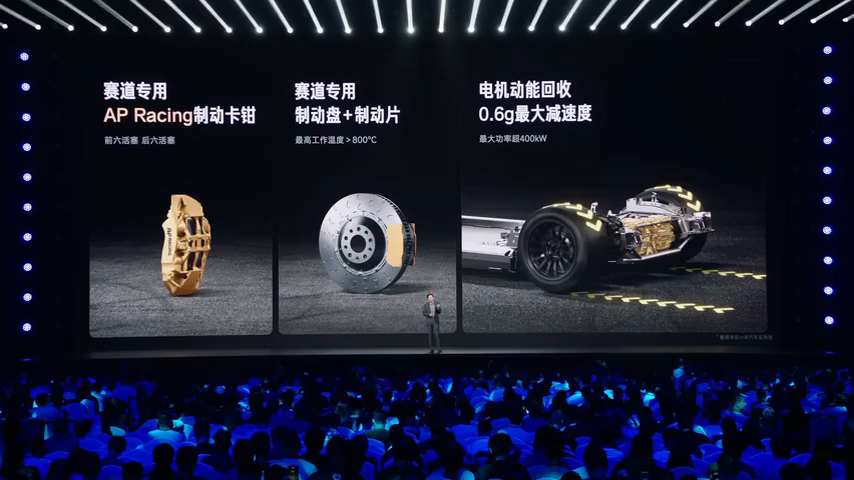 赛道专用
AP Racing制动卡钳
前六活塞 后六活塞
赛道专用
制动盘+制动片
最高工作温度>800°C
电机动能回收
0.6g最大减速度
最大功率超400kW